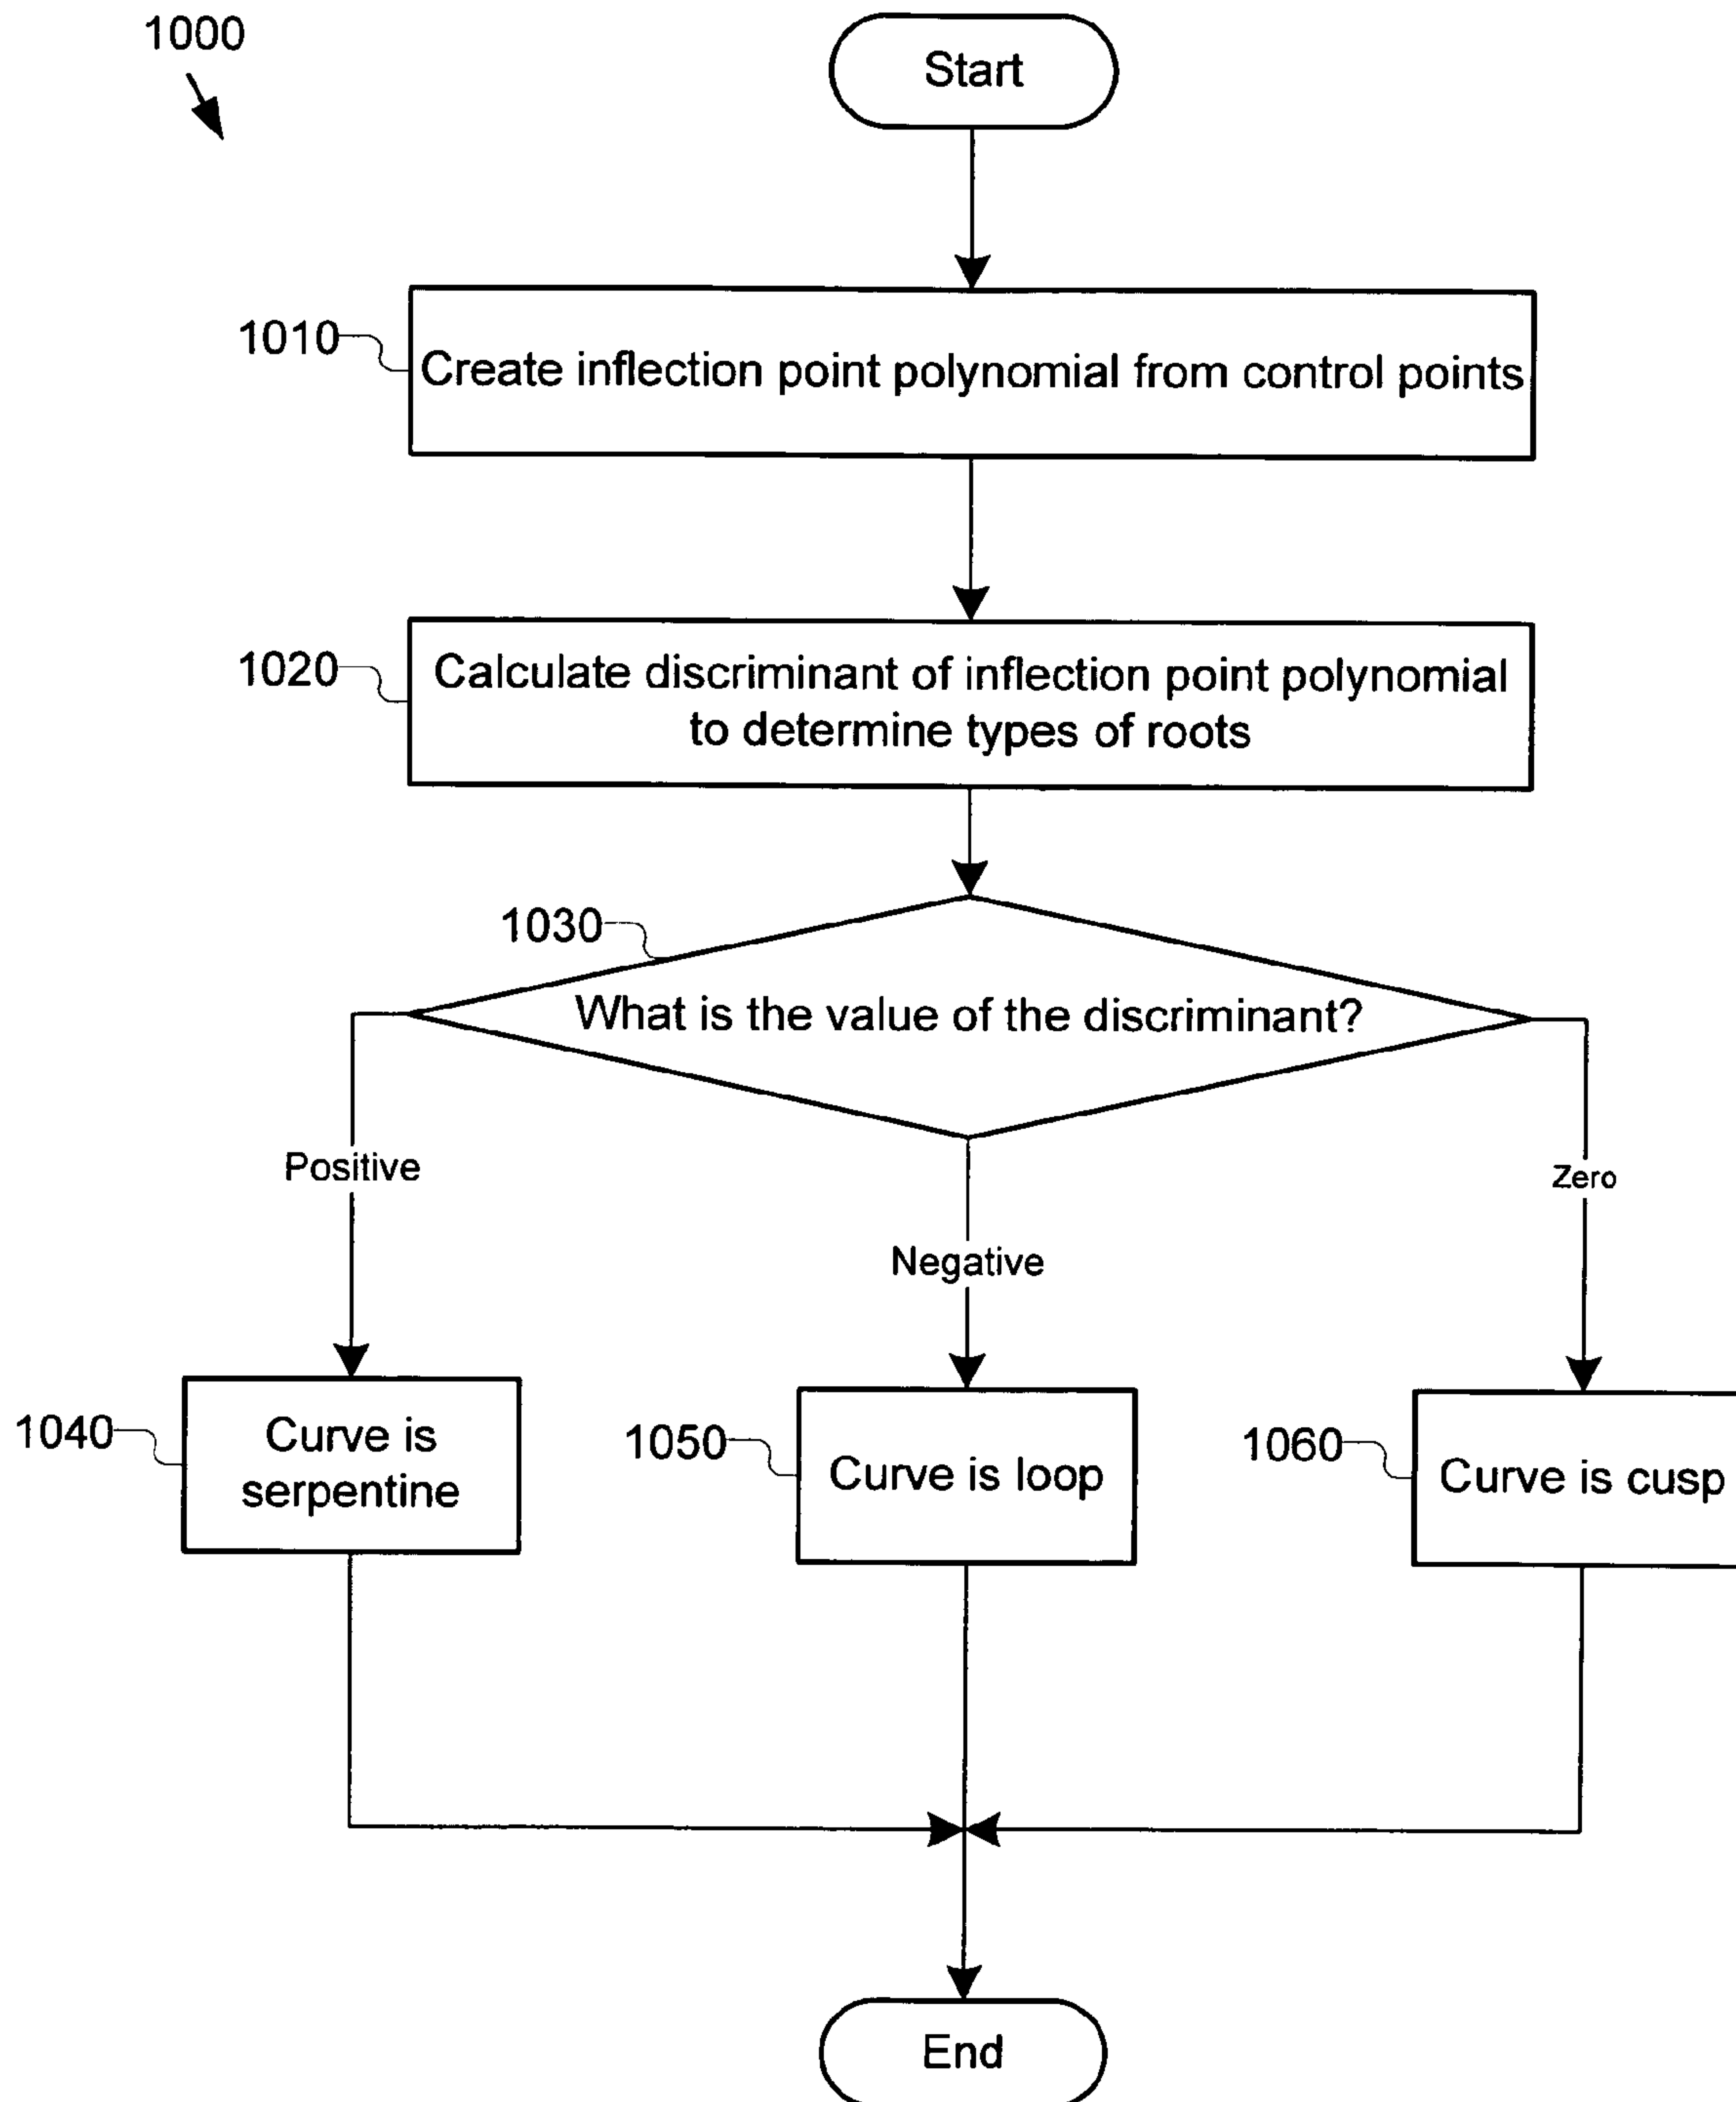 1000
Start
1010
Create inflection point polynomial from control points
1020
Calculate discriminant of inflection point polynomial
to determine types of roots
1030
What is the value of the discriminant?
Positive
Negative
Zero
1040
Curve is
serpentine
1050
Curve is loop
1060
Curve is cusp
End